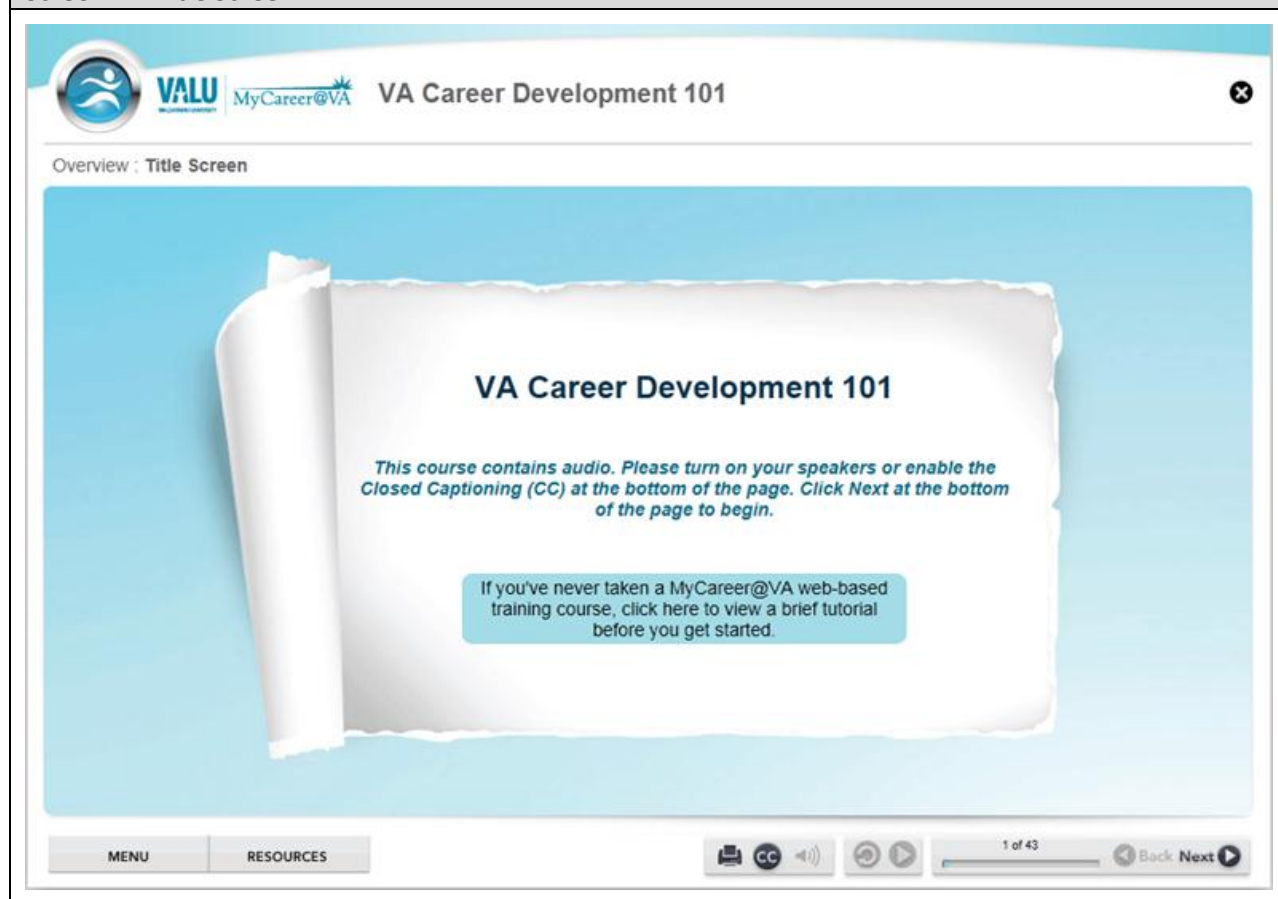 VALU MyCareer@VA VA Career Development 101
Overview : Title Screen
VA Career Development 101
This course contains audio. Please turn on your speakers or enable the
Closed Captioning (CC) at the bottom of the page. Click Next at the bottom
of the page to begin.
If you've never taken a MyCareer@VA web-based
training course, click here to view a brief tutorial
before you get started.
MENU RESOURCES CC 1 of 43 Back Next